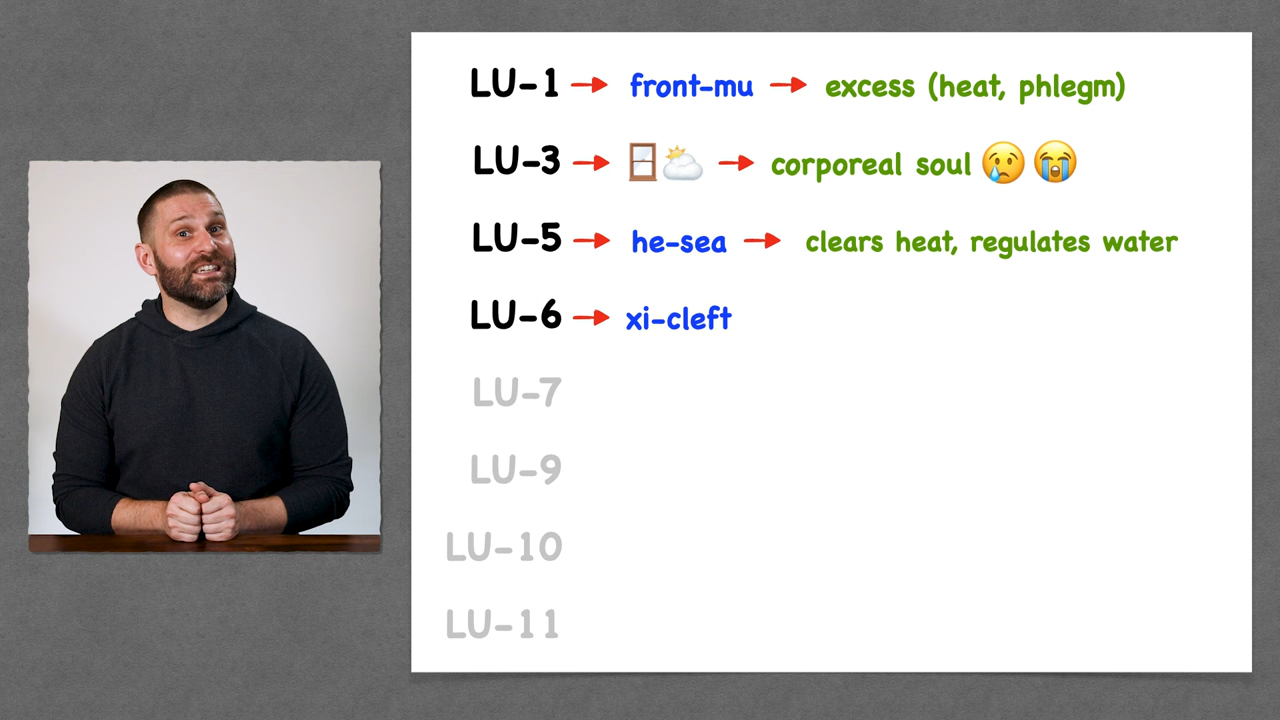 LU-1 → front-mu → excess (heat, phlegm)
LU-3 → 🪟🌤️ → corporeal soul 😢 😭
LU-5 → he-sea → clears heat, regulates water
LU-6 → xi-cleft
LU-7
LU-9
LU-10
LU-11